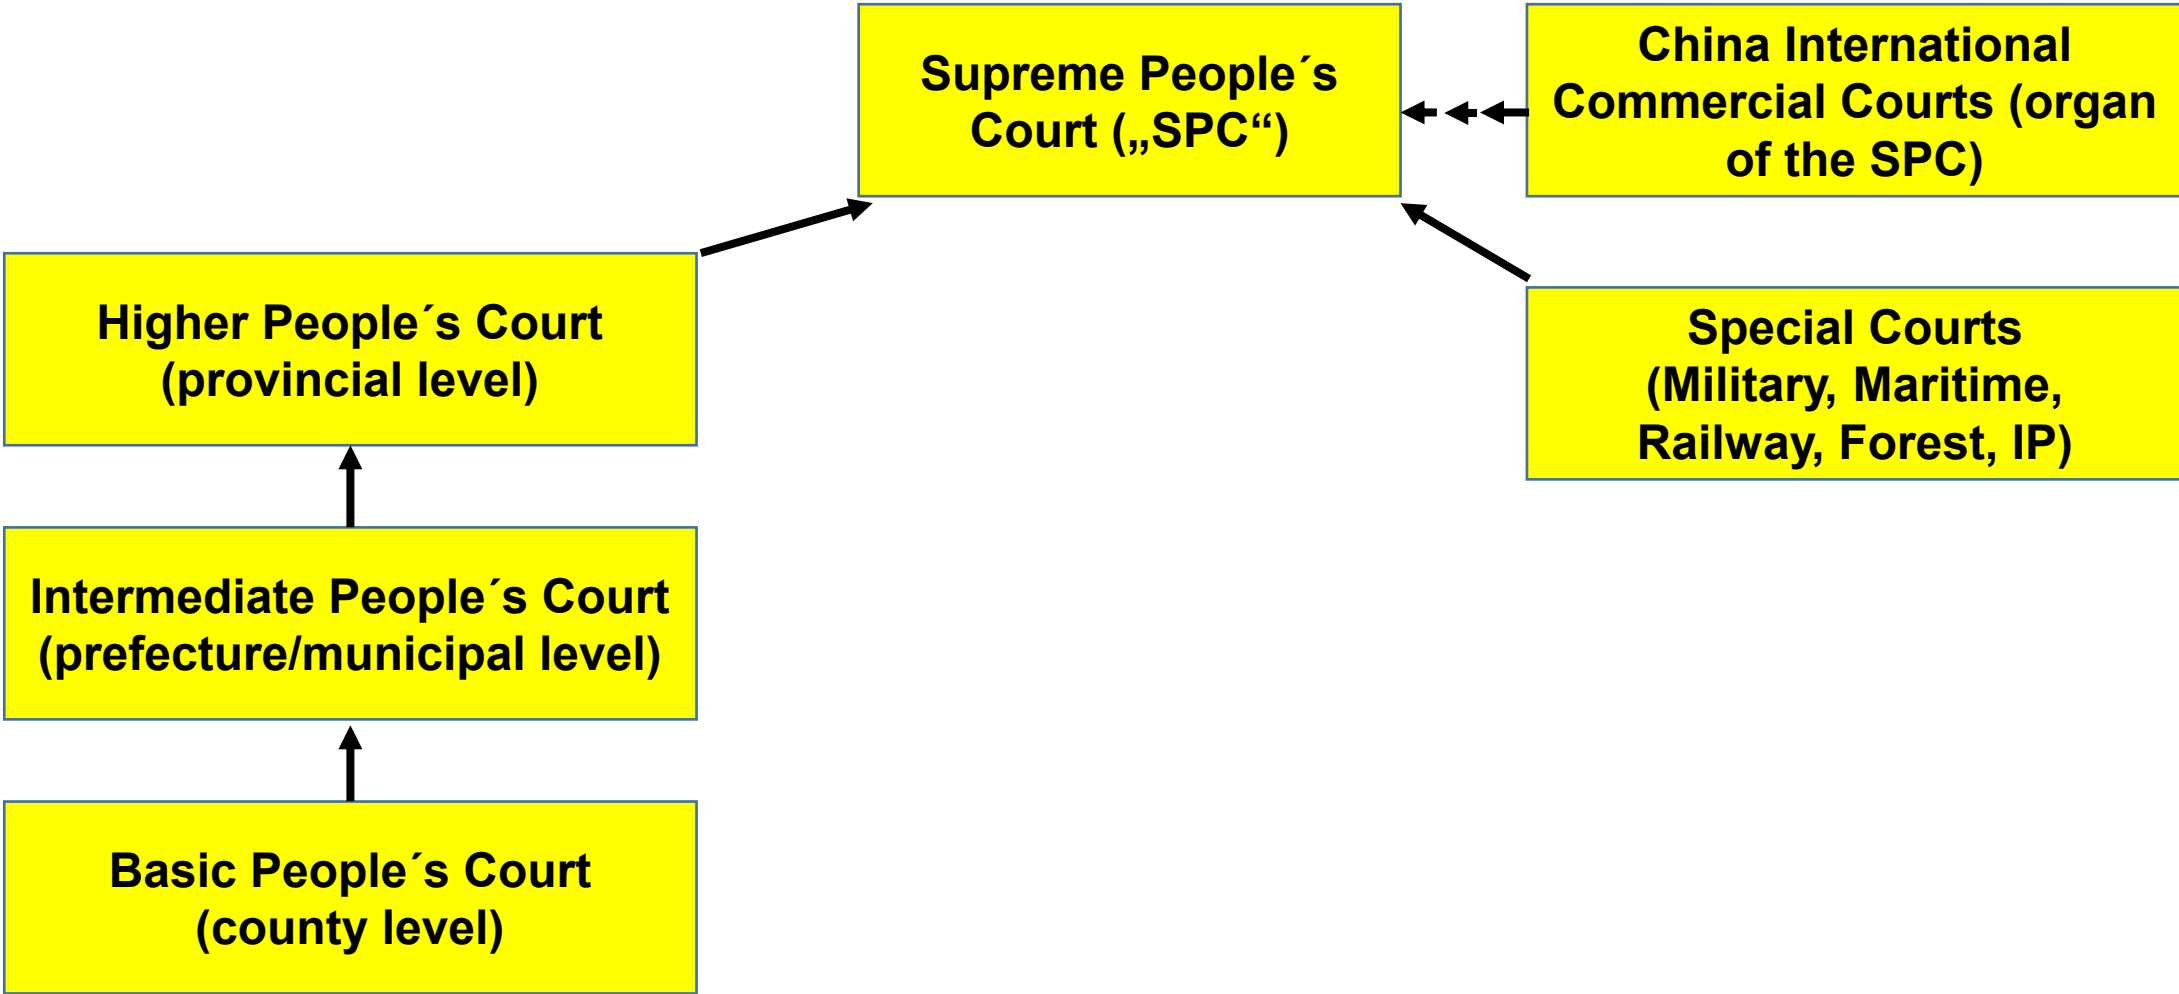 Supreme People´s
Court („SPC“)
China International
Commercial Courts (organ
of the SPC)
Higher People´s Court
(provincial level)
Special Courts
(Military, Maritime,
Railway, Forest, IP)
Intermediate People´s Court
(prefecture/municipal level)
Basic People´s Court
(county level)